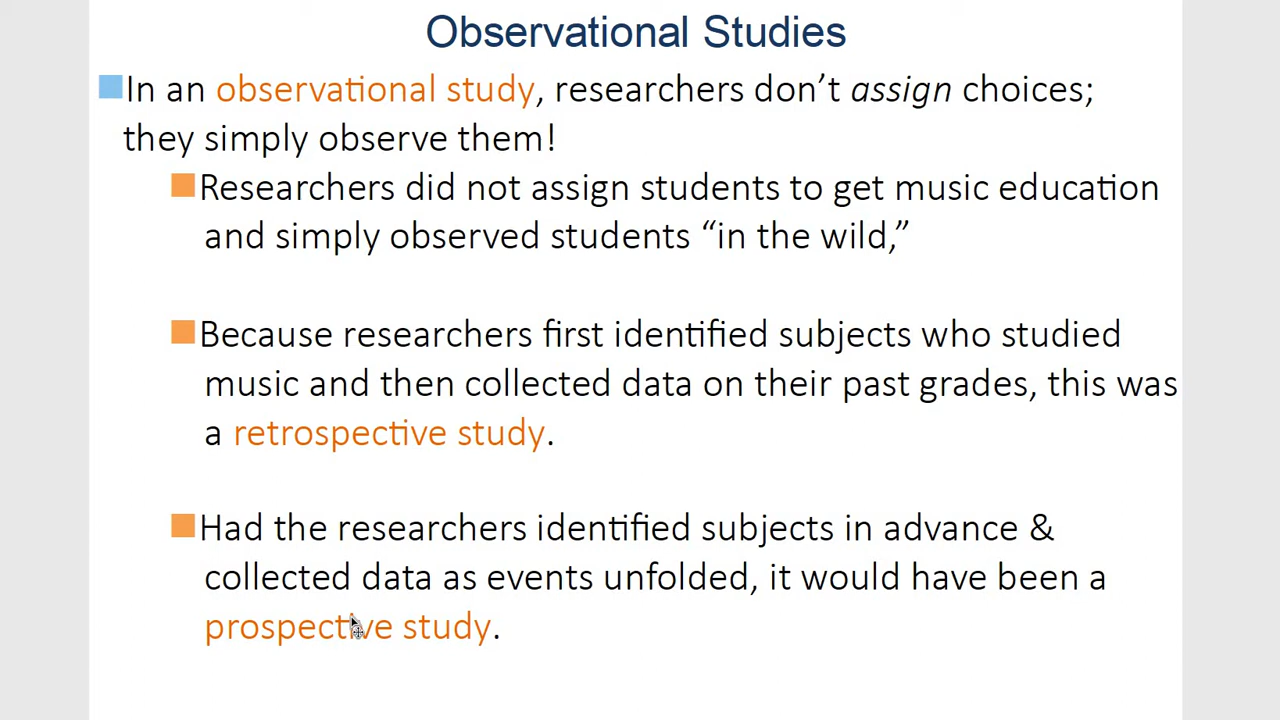 Observational Studies
In an observational study, researchers don’t assign choices;
they simply observe them!
Researchers did not assign students to get music education
and simply observed students “in the wild,”
Because researchers first identified subjects who studied
music and then collected data on their past grades, this was
a retrospective study.
Had the researchers identified subjects in advance &
collected data as events unfolded, it would have been a
prospective study.